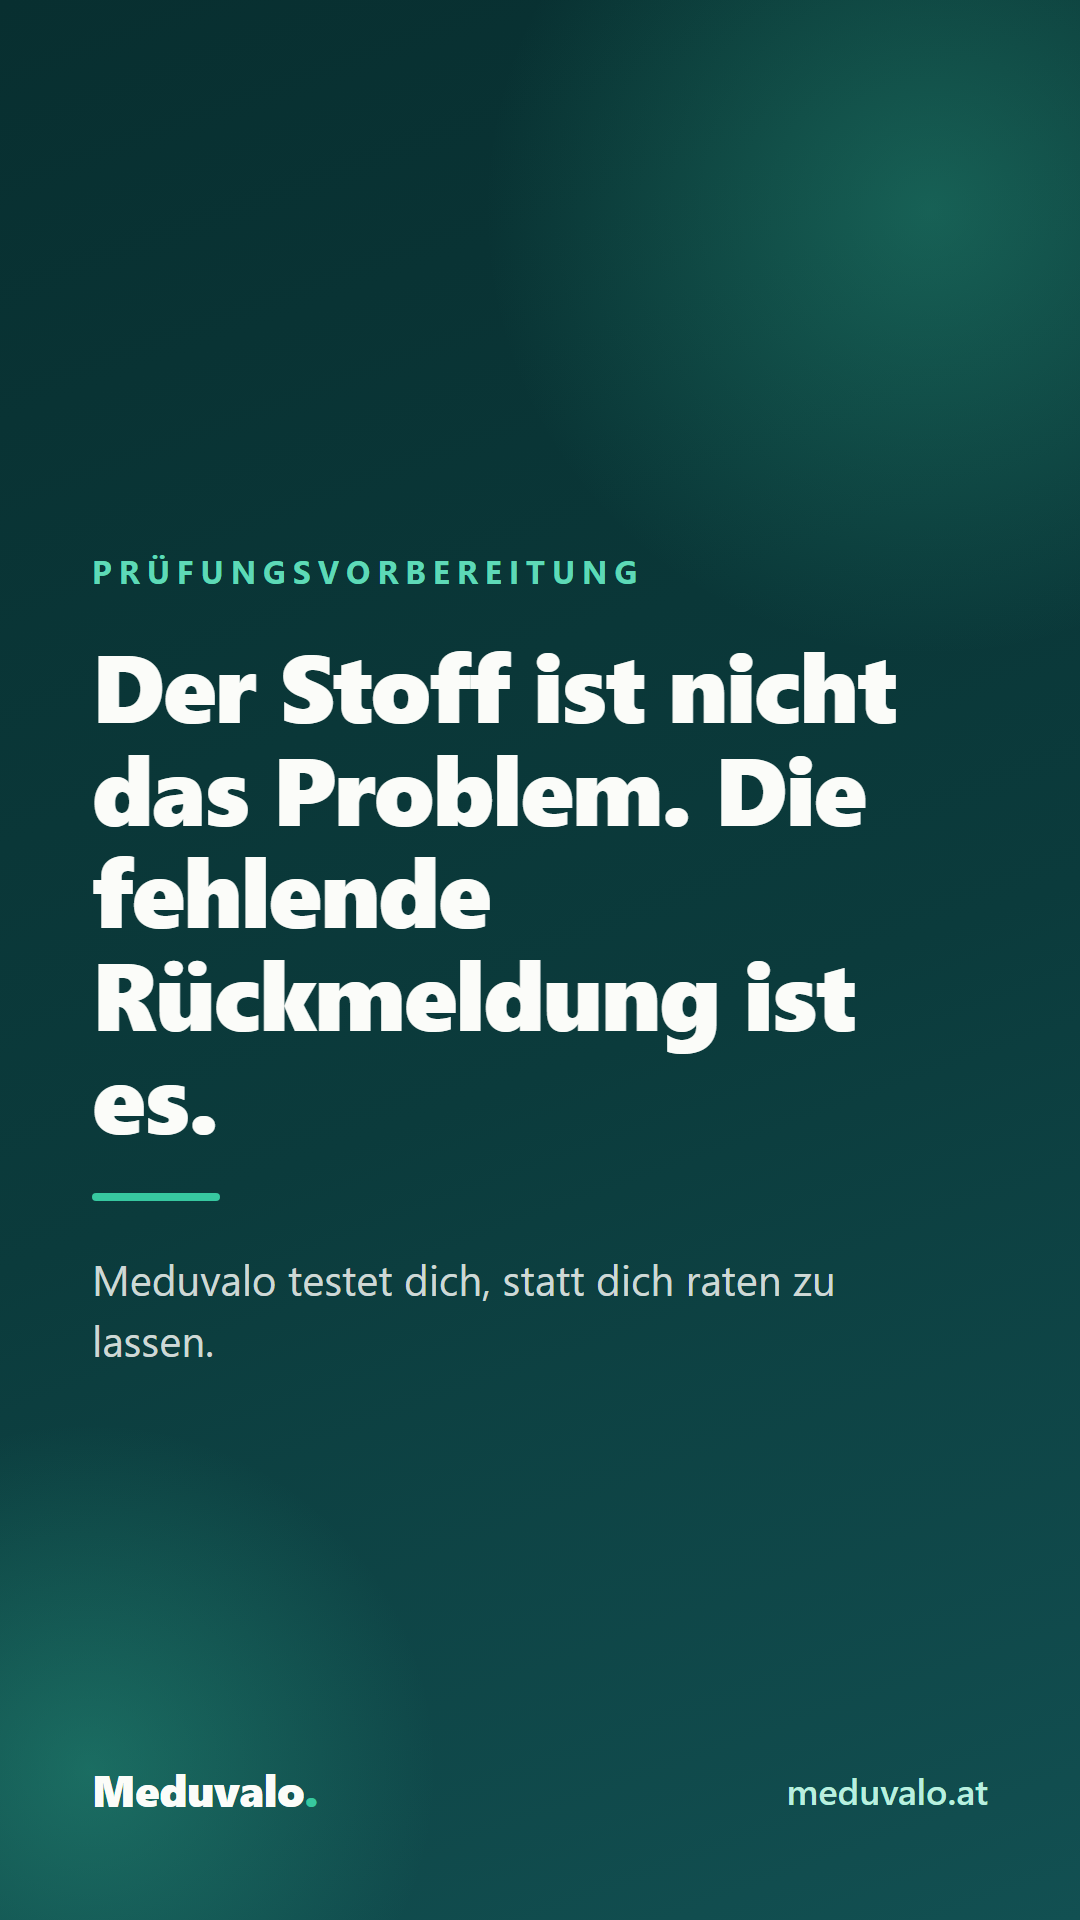 PRÜFUNGSVORBEREITUNG
Der Stoff ist nicht
das Problem. Die
fehlende
Rückmeldung ist
es.
Meduvalo testet dich, statt dich raten zu
lassen.
Meduvalo.
meduvalo.at